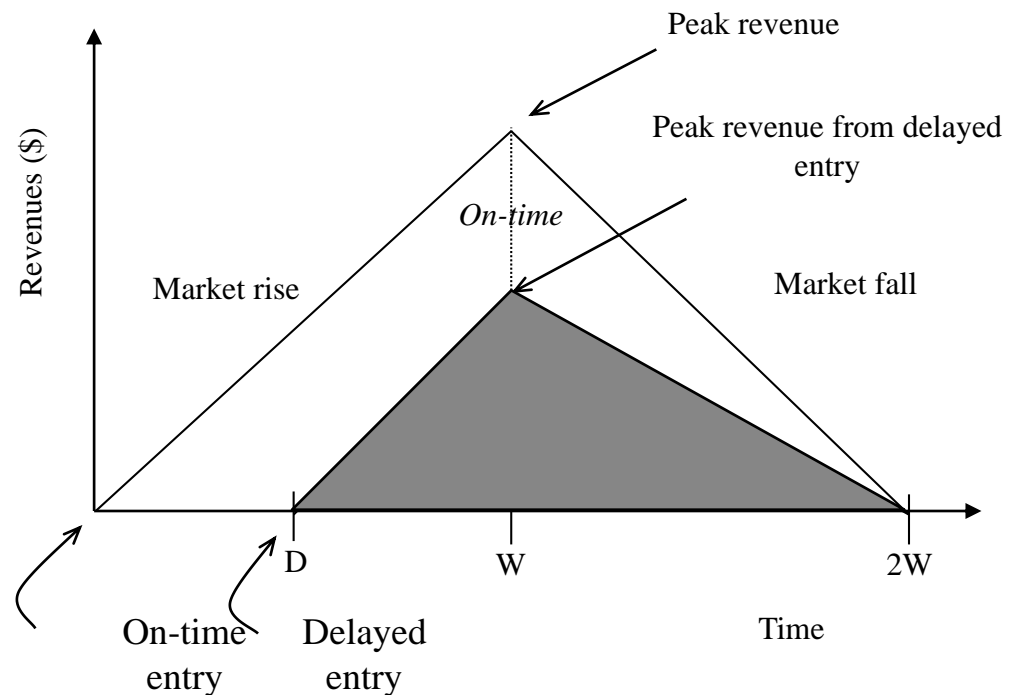 Peak revenue
Peak revenue from delayed
entry
Revenues ($)
On-time
Market rise
Market fall
D
W
2W
On-time
entry
Delayed
entry
Time